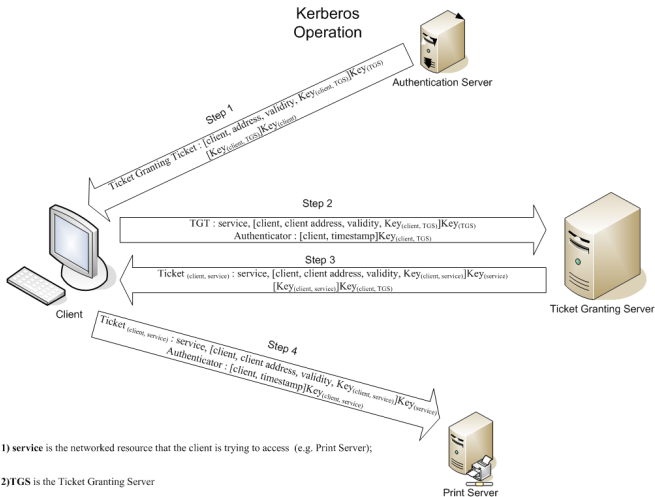 Kerberos
Operation
Authentication Server
Step 1
Ticket Granting Ticket : [client, address, validity, Key(client, TGS)]Key(TGS)
[Key(client, TGS)]Key(client)
Step 2
TGT : service, [client, client address, validity, Key(client, TGS)]Key(TGS)
Authenticator : [client, timestamp]Key(client, TGS)
Step 3
Ticket (client, service) : service, [client, client address, validity, Key(client, service)]Key(service)
[Key(client, service)]Key(client, TGS)
Client
Ticket Granting Server
Step 4
Ticket (client, service) : service, [client, client address, validity, Key(client, service)]Key(service)
Authenticator : [client, timestamp]Key(client, service)
1) service is the networked resource that the client is trying to access (e.g. Print Server);
2)TGS is the Ticket Granting Server
Print Server